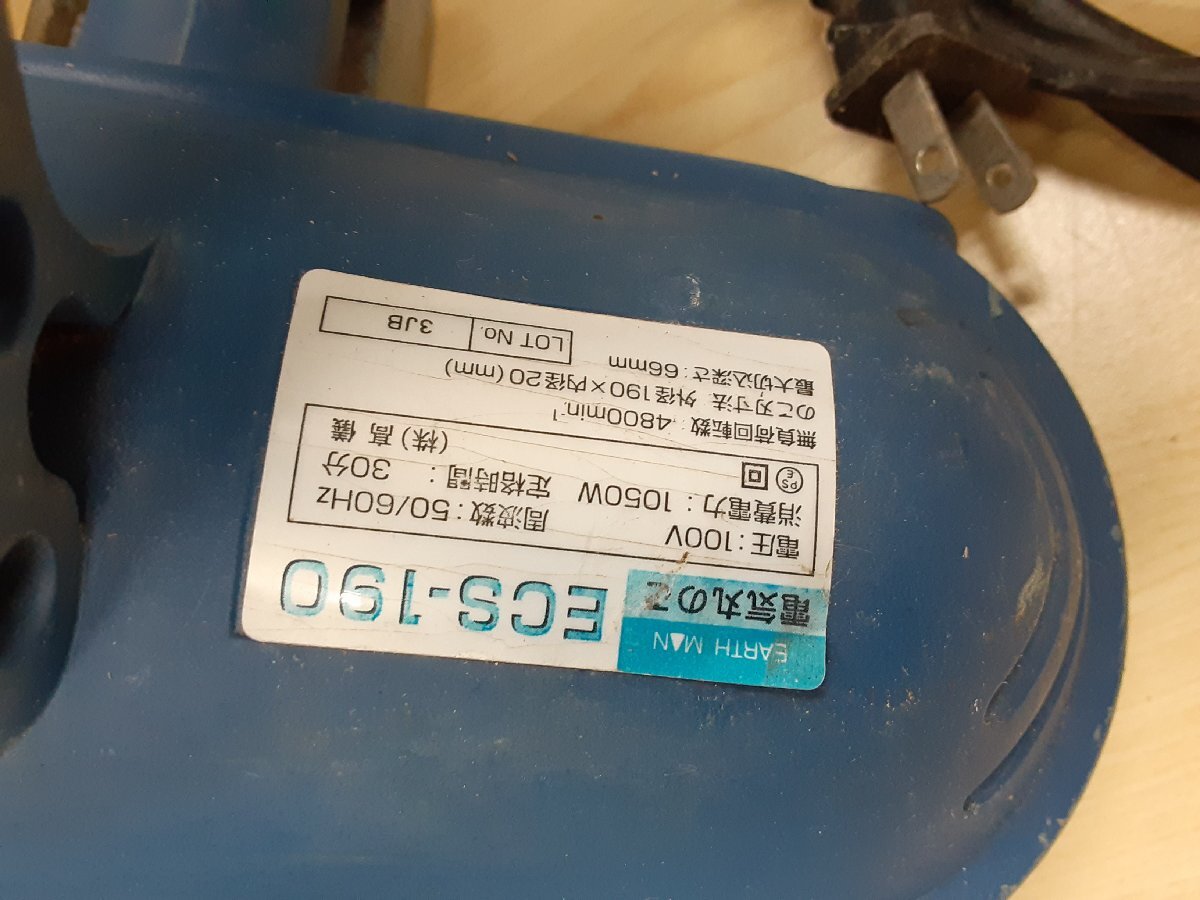 EARTH MAN
電気丸のこ
ECS-190
電圧:100V 周波数:50/60Hz
消費電力:1050W 定格時間:30分
PS
E
(株)髙儀
無負荷回転数:4800min-1
のこ刃寸法:外径190×内径20(mm)
最大切込深さ:66mm
LOT No. 3JB